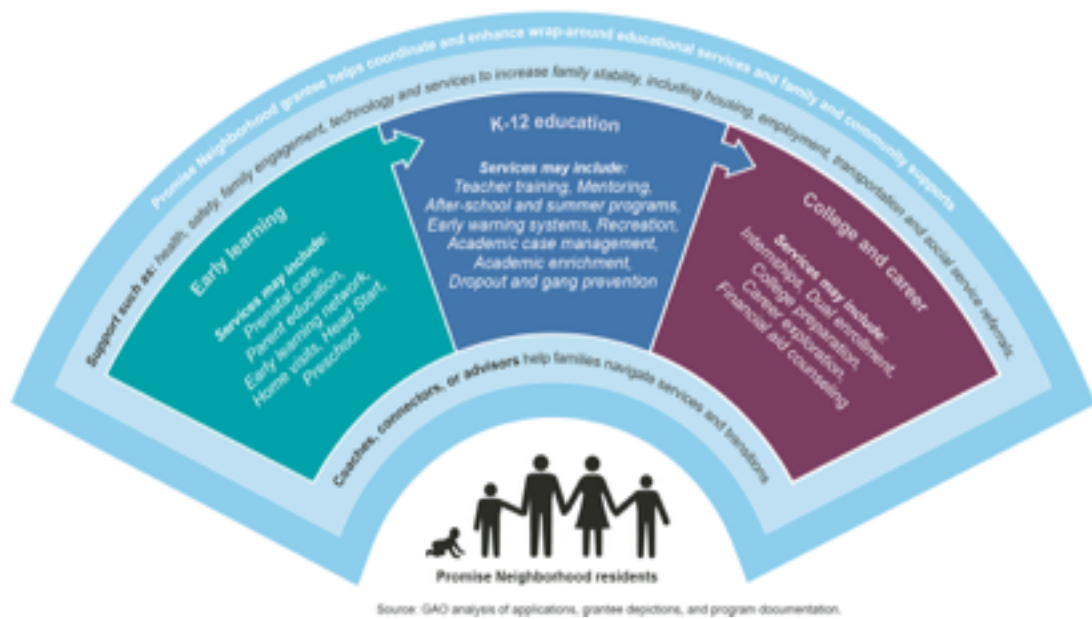 Promise Neighborhood grantee helps coordinate and enhance wrap-around educational services and family and community supports
Support such as: health, safety, family engagement, technology and services to increase family stability, including housing, employment, transportation and social service referrals.
Early learning
Services may include:
Prenatal care,
Parent education,
Early learning network,
Home visits, Head Start,
Preschool
K-12 education
Services may include:
Teacher training, Mentoring,
After-school and summer programs,
Early warning systems, Recreation,
Academic case management,
Academic enrichment,
Dropout and gang prevention
College and career
Services may include:
Internships, Dual enrollment,
College preparation,
Career exploration,
Financial aid counseling
Coaches, connectors, or advisors help families navigate services and transitions
Promise Neighborhood residents
Source: GAO analysis of applications, grantee depictions, and program documentation.